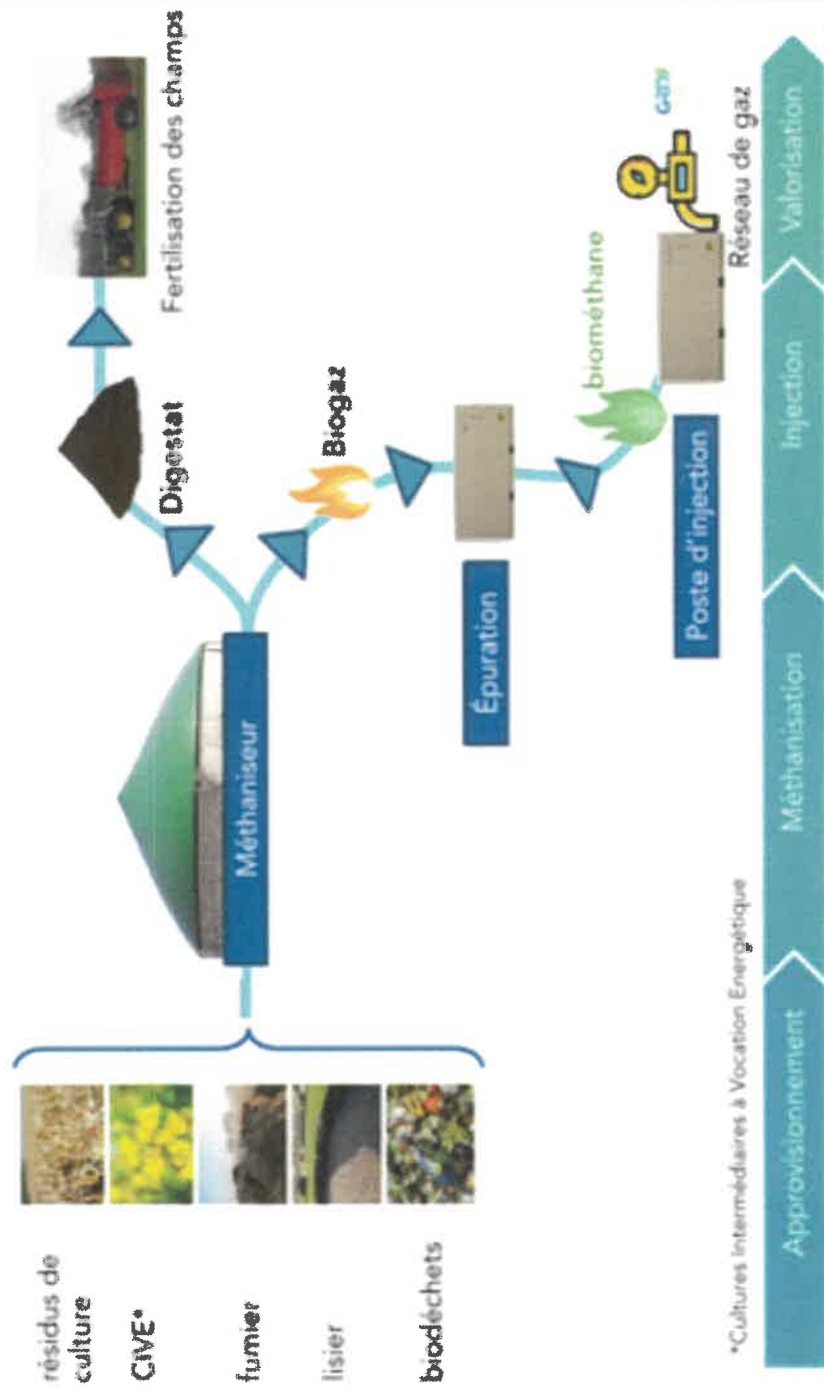 résidus de
culture
CIVE*
fumier
lisier
biodéchets
Méthaniseur
Digestat
Fertilisation des champs
Biogaz
Épuration
biométhane
Poste d'injection
Réseau de gaz
*Cultures Intermédiaires à Vocation Energétique
Approvisionnement
Méthanisation
Injection
Valorisation